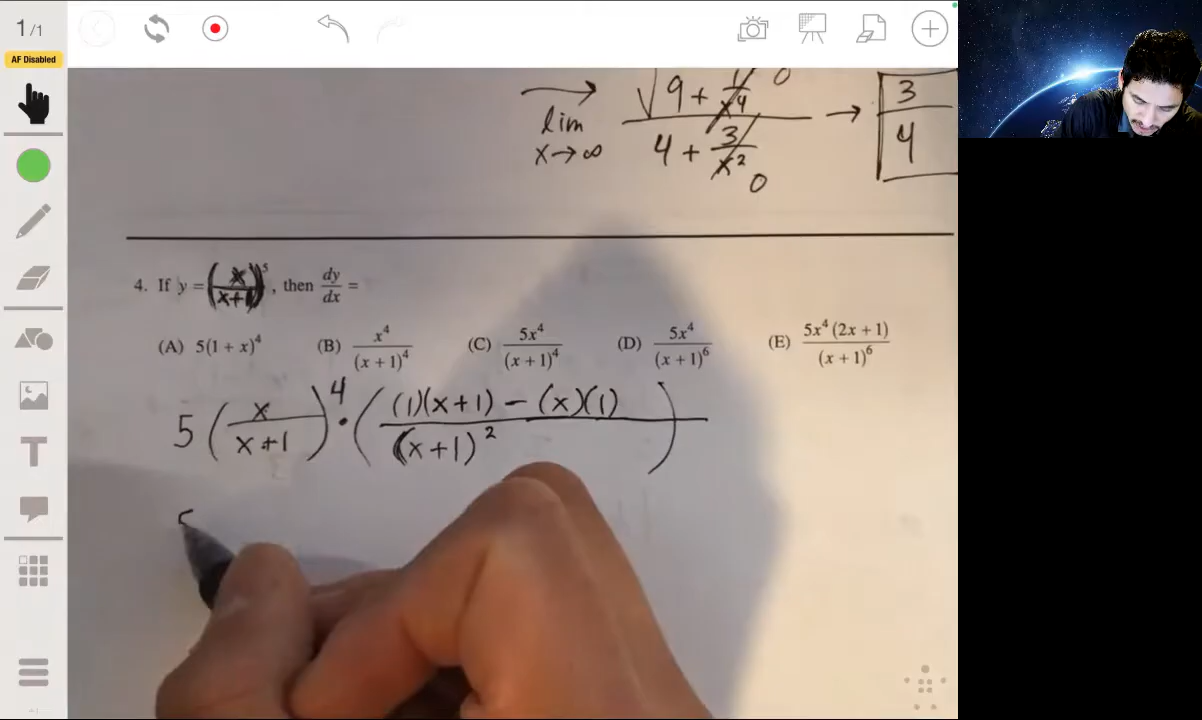 1/1
AF Disabled
√9 + 1/x⁴ 0
lim 4 + 3/x² 0 → 3/4
x→∞
4. If y = (x/(x+1))⁵, then dy/dx =
(A) 5(1 + x)⁴ (B) x⁴/(x + 1)⁴ (C) 5x⁴/(x + 1)⁴ (D) 5x⁴/(x + 1)⁶ (E) 5x⁴(2x + 1)/(x + 1)⁶
5(x/(x+1))⁴ · ((1)(x+1) − (x)(1)/(x+1)²)
5
T